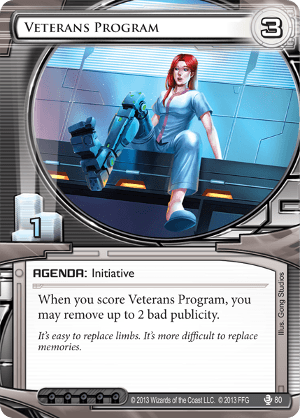 Veterans Program
3
1
AGENDA: Initiative
When you score Veterans Program, you
may remove up to 2 bad publicity.
It's easy to replace limbs. It's more difficult to replace
memories.
Illus. Gong Studios
© 2013 Wizards of the Coast LLC. © 2013 FFG
80